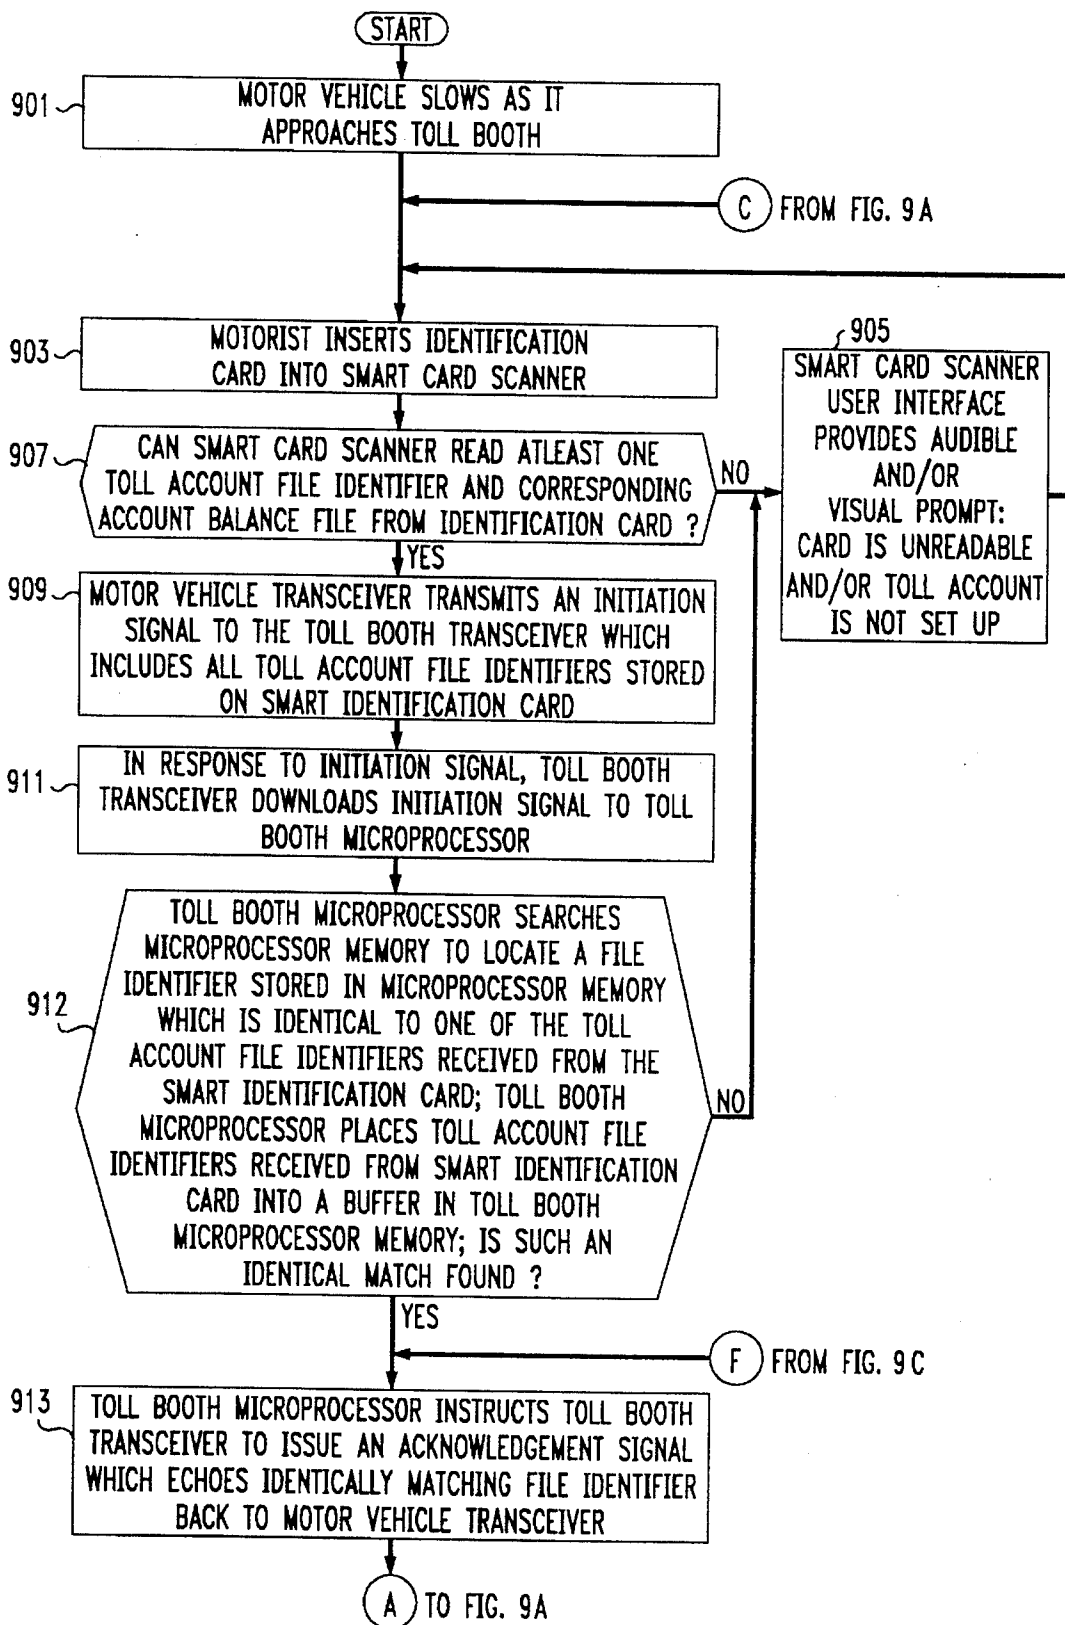 START
901
MOTOR VEHICLE SLOWS AS IT
APPROACHES TOLL BOOTH
C FROM FIG. 9A
903
MOTORIST INSERTS IDENTIFICATION
CARD INTO SMART CARD SCANNER
905
SMART CARD SCANNER
USER INTERFACE
PROVIDES AUDIBLE
AND/OR
VISUAL PROMPT:
CARD IS UNREADABLE
AND/OR TOLL ACCOUNT
IS NOT SET UP
907
CAN SMART CARD SCANNER READ ATLEAST ONE
TOLL ACCOUNT FILE IDENTIFIER AND CORRESPONDING
ACCOUNT BALANCE FILE FROM IDENTIFICATION CARD ?
NO
YES
909
MOTOR VEHICLE TRANSCEIVER TRANSMITS AN INITIATION
SIGNAL TO THE TOLL BOOTH TRANSCEIVER WHICH
INCLUDES ALL TOLL ACCOUNT FILE IDENTIFIERS STORED
ON SMART IDENTIFICATION CARD
911
IN RESPONSE TO INITIATION SIGNAL, TOLL BOOTH
TRANSCEIVER DOWNLOADS INITIATION SIGNAL TO TOLL
BOOTH MICROPROCESSOR
912
TOLL BOOTH MICROPROCESSOR SEARCHES
MICROPROCESSOR MEMORY TO LOCATE A FILE
IDENTIFIER STORED IN MICROPROCESSOR MEMORY
WHICH IS IDENTICAL TO ONE OF THE TOLL
ACCOUNT FILE IDENTIFIERS RECEIVED FROM THE
SMART IDENTIFICATION CARD; TOLL BOOTH
MICROPROCESSOR PLACES TOLL ACCOUNT FILE
IDENTIFIERS RECEIVED FROM SMART IDENTIFICATION
CARD INTO A BUFFER IN TOLL BOOTH
MICROPROCESSOR MEMORY; IS SUCH AN
IDENTICAL MATCH FOUND ?
NO
YES
F FROM FIG. 9C
913
TOLL BOOTH MICROPROCESSOR INSTRUCTS TOLL BOOTH
TRANSCEIVER TO ISSUE AN ACKNOWLEDGEMENT SIGNAL
WHICH ECHOES IDENTICALLY MATCHING FILE IDENTIFIER
BACK TO MOTOR VEHICLE TRANSCEIVER
A TO FIG. 9A